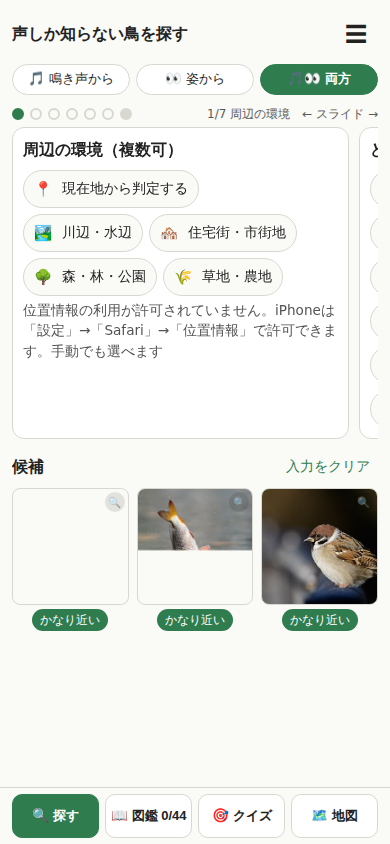 声しか知らない鳥を探す
🎵 鳴き声から
👀 姿から
🎵👀 両方
1/7 周辺の環境 ← スライド →
周辺の環境（複数可）
📍 現在地から判定する
🏞️ 川辺・水辺
🏘️ 住宅街・市街地
🌳 森・林・公園
🌾 草地・農地
位置情報の利用が許可されていません。iPhoneは
「設定」→「Safari」→「位置情報」で許可できま
す。手動でも選べます
候補
入力をクリア
かなり近い
かなり近い
かなり近い
🔍 探す
📖 図鑑 0/44
🎯 クイズ
🗺️ 地図